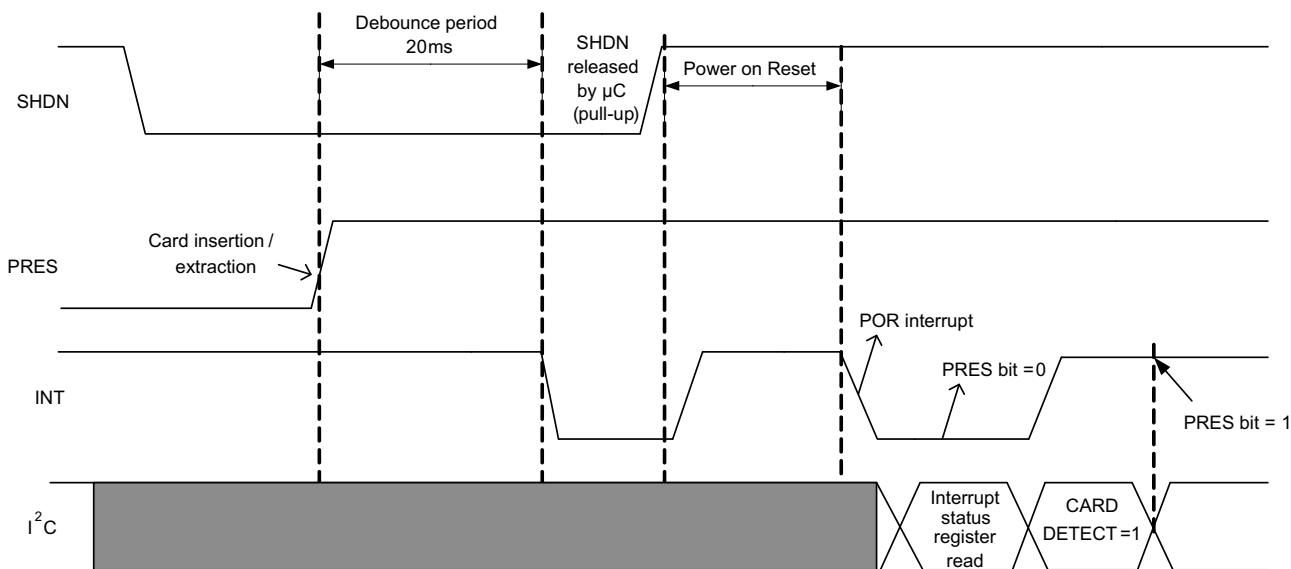 Debounce period
20ms
SHDN
released
by µC
(pull-up)
Power on Reset
SHDN
Card insertion /
extraction
PRES
POR interrupt
PRES bit =0
INT
PRES bit = 1
I²C
Interrupt
status
register
read
CARD
DETECT =1